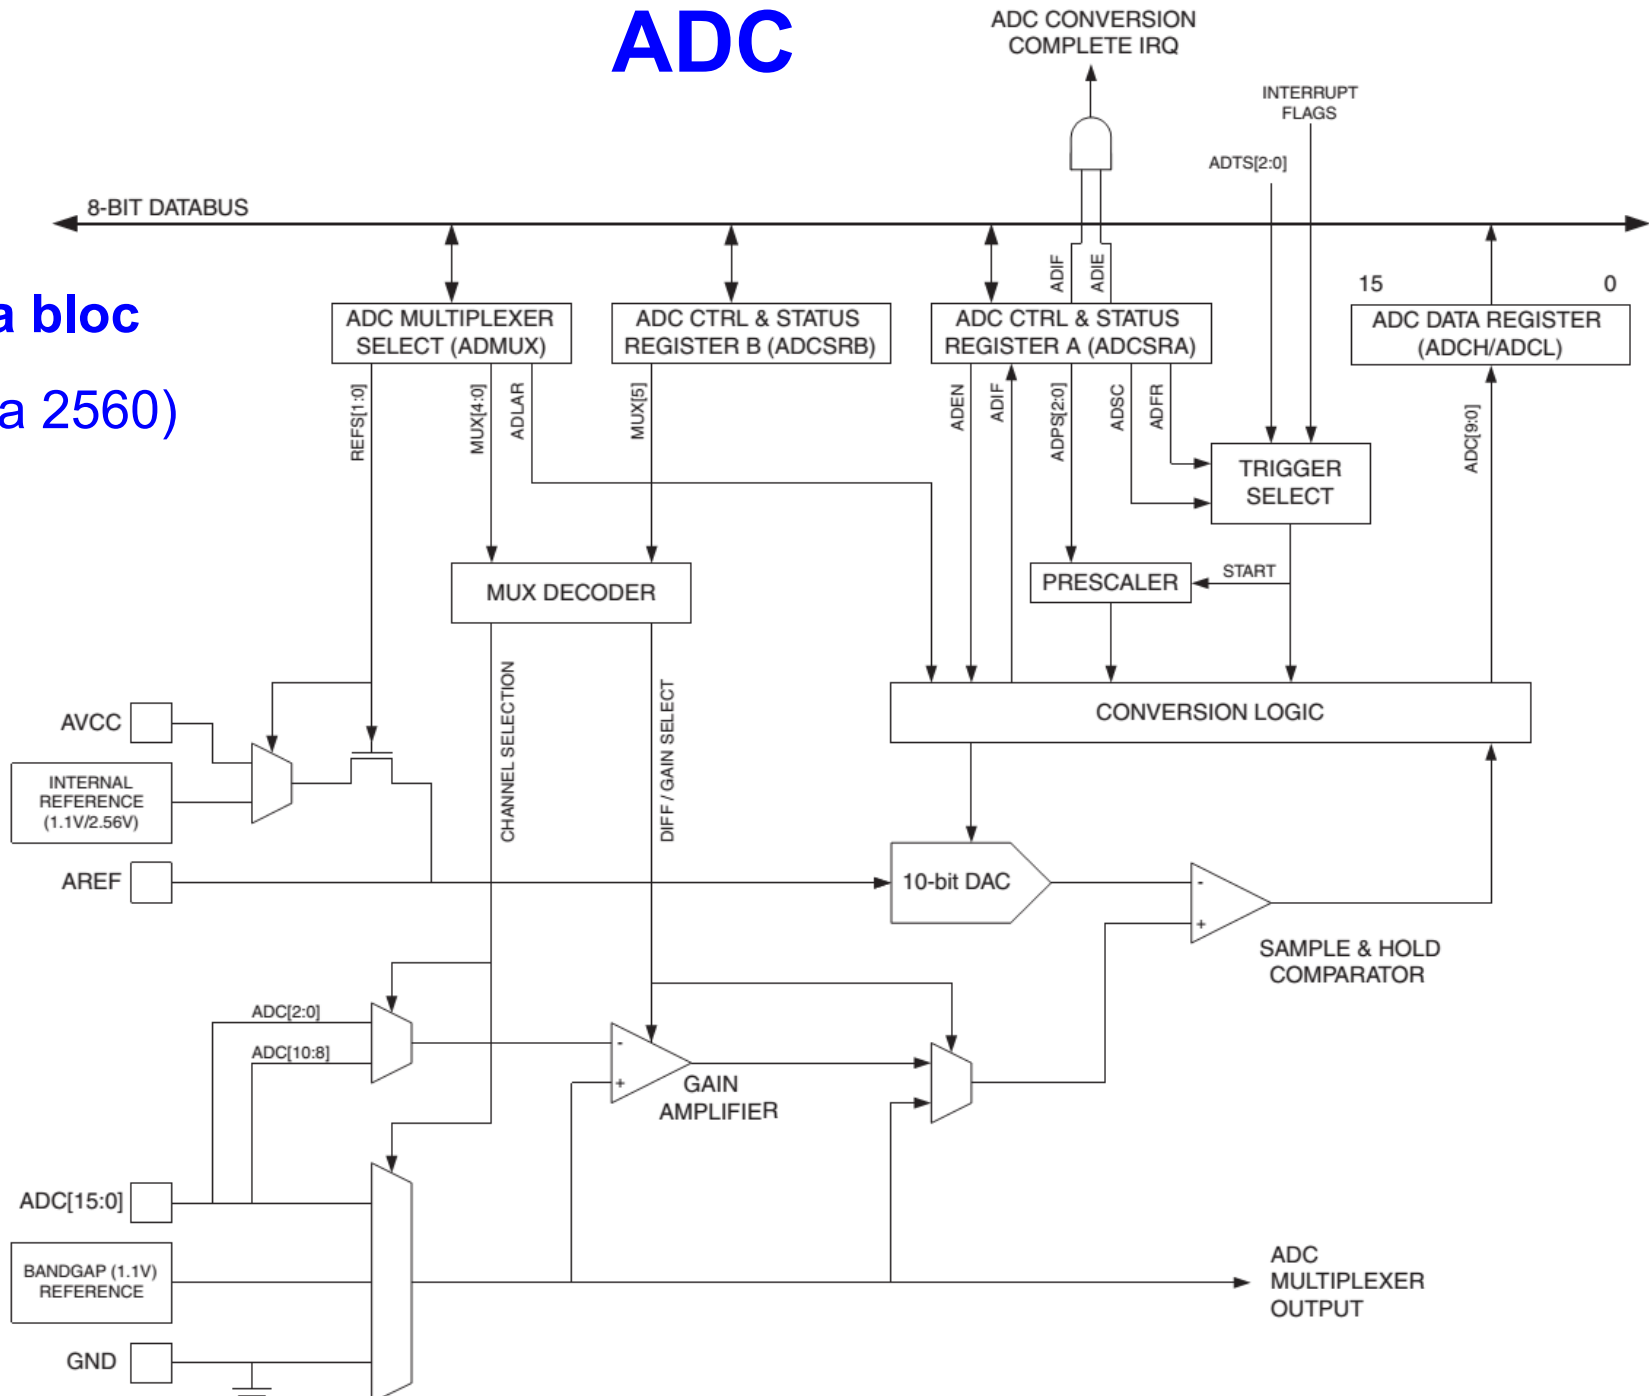 ADC
ADC CONVERSION
COMPLETE IRQ
INTERRUPT
FLAGS
ADTS[2:0]
8-BIT DATABUS
a bloc
a 2560)
ADIF
ADIE
15
0
ADC MULTIPLEXER
SELECT (ADMUX)
ADC CTRL & STATUS
REGISTER B (ADCSRB)
ADC CTRL & STATUS
REGISTER A (ADCSRA)
ADC DATA REGISTER
(ADCH/ADCL)
REFS[1:0]
MUX[4:0]
ADLAR
MUX[5]
ADEN
ADIF
ADPS[2:0]
ADSC
ADFR
ADC[9:0]
TRIGGER
SELECT
MUX DECODER
PRESCALER
START
CHANNEL SELECTION
DIFF / GAIN SELECT
CONVERSION LOGIC
AVCC
INTERNAL
REFERENCE
(1.1V/2.56V)
AREF
10-bit DAC
-
+
SAMPLE & HOLD
COMPARATOR
ADC[2:0]
ADC[10:8]
-
+
GAIN
AMPLIFIER
ADC[15:0]
BANDGAP (1.1V)
REFERENCE
GND
ADC
MULTIPLEXER
OUTPUT